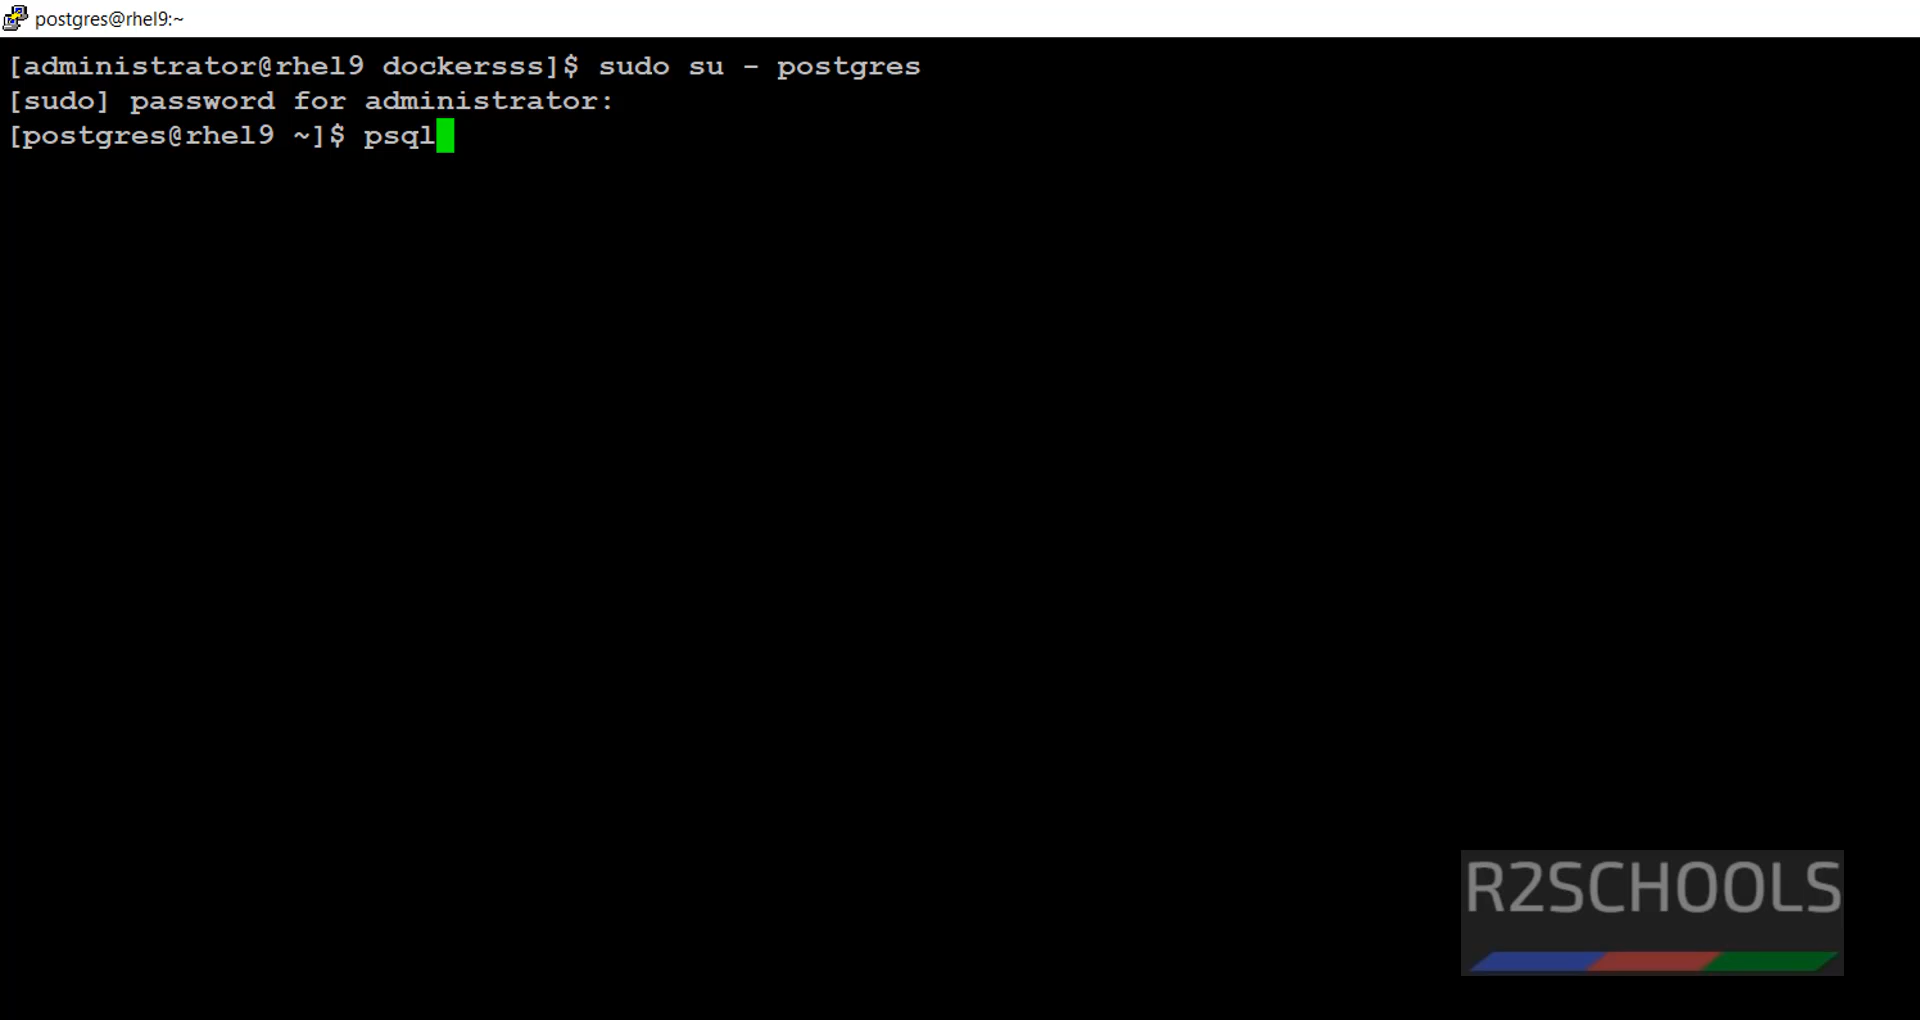 postgres@rhel9:~
[administrator@rhel9 dockersss]$ sudo su - postgres
[sudo] password for administrator:
[postgres@rhel9 ~]$ psql
R2SCHOOLS